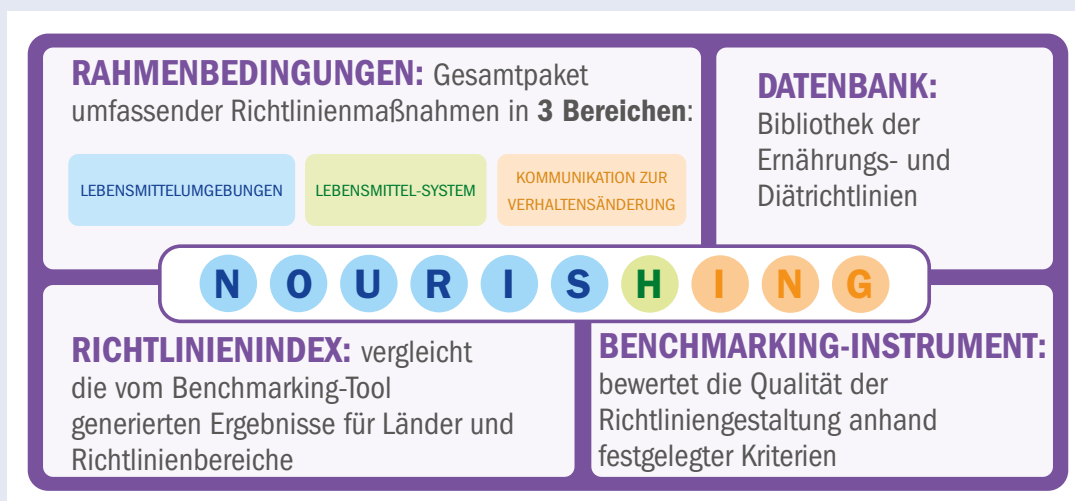 RAHMENBEDINGUNGEN: Gesamtpaket
umfassender Richtlinienmaßnahmen in 3 Bereichen:
LEBENSMITTELUMGEBUNGEN
LEBENSMITTEL-SYSTEM
KOMMUNIKATION ZUR
VERHALTENSÄNDERUNG
DATENBANK:
Bibliothek der
Ernährungs- und
Diätrichtlinien
NOURISHING
RICHTLINIENINDEX: vergleicht
die vom Benchmarking-Tool
generierten Ergebnisse für Länder und
Richtlinienbereiche
BENCHMARKING-INSTRUMENT:
bewertet die Qualität der
Richtliniengestaltung anhand
festgelegter Kriterien